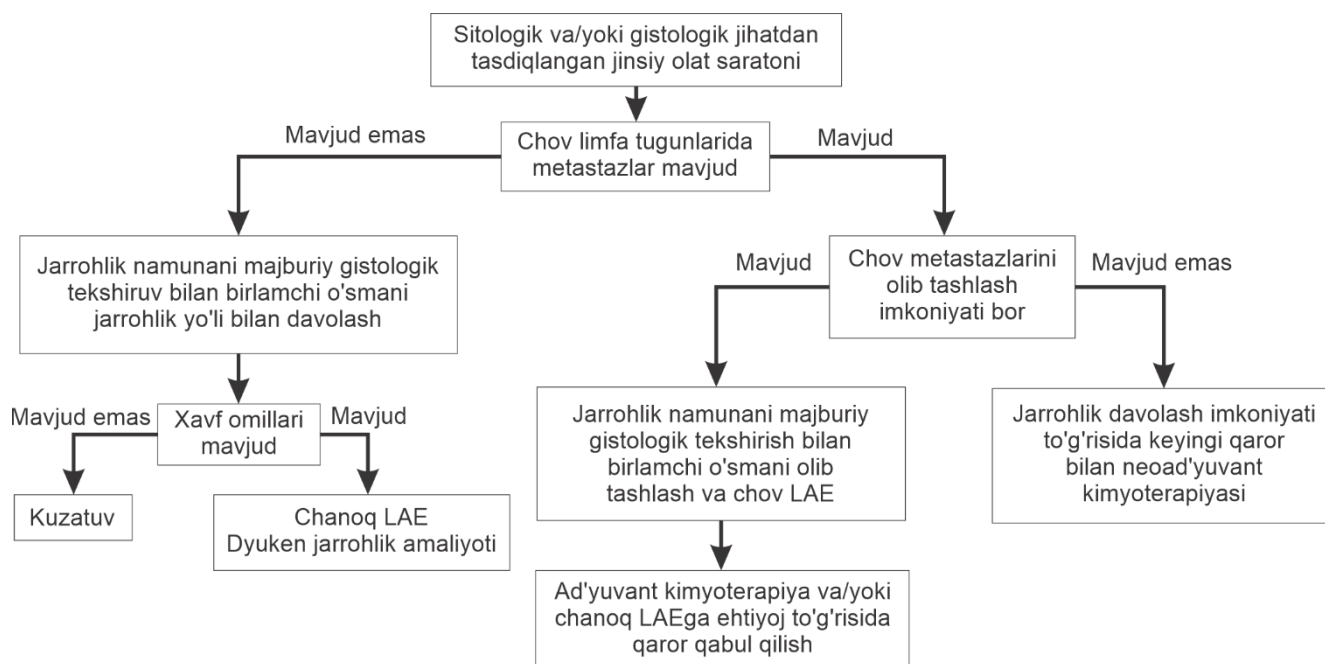 Sitologik va/yoki gistologik jihatdan
tasdiqlangan jinsiy olat saratoni
Mavjud emas
Chov limfa tugunlarida
metastazlar mavjud
Mavjud
Jarrohlik namunani majburiy gistologik
tekshiruv bilan birlamchi o'smani
jarrohlik yo'li bilan davolash
Mavjud
Chov metastazlarini
olib tashlash
imkoniyati bor
Mavjud emas
Mavjud emas
Xavf omillari
mavjud
Mavjud
Kuzatuv
Chanoq LAE
Dyuken jarrohlik amaliyoti
Jarrohlik namunani majburiy
gistologik tekshirish bilan
birlamchi o'smani olib
tashlash va chov LAE
Jarrohlik davolash imkoniyati
to'g'risida keyingi qaror
bilan neoad'yuvant
kimyoterapiyasi
Ad'yuvant kimyoterapiya va/yoki
chanoq LAEga ehtiyoj to'g'risida
qaror qabul qilish